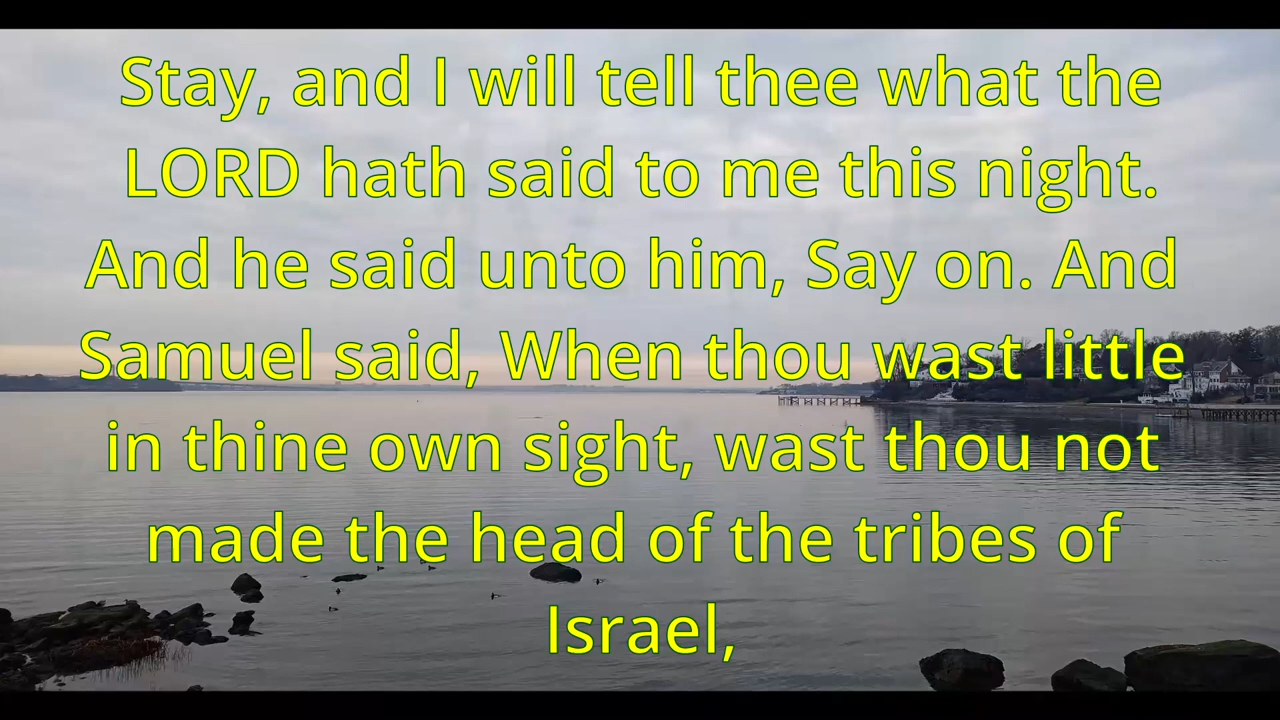 Stay, and I will tell thee what the
LORD hath said to me this night.
And he said unto him, Say on. And
Samuel said, When thou wast little
in thine own sight, wast thou not
made the head of the tribes of
Israel,